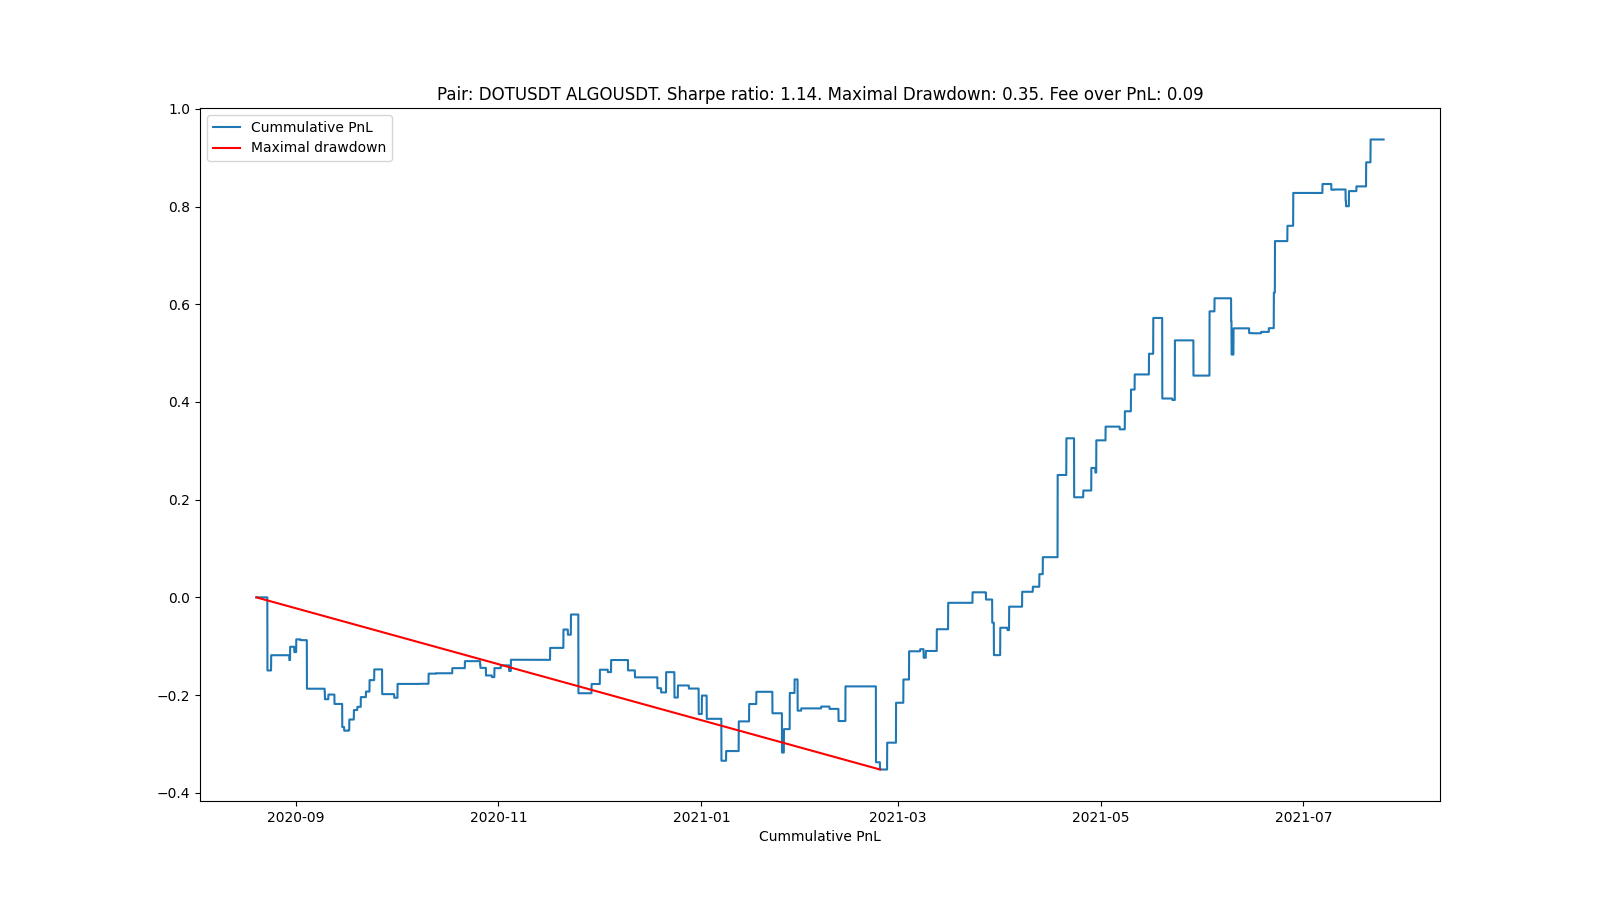 Pair: DOTUSDT ALGOUSDT. Sharpe ratio: 1.14. Maximal Drawdown: 0.35. Fee over PnL: 0.09
Cummulative PnL
Maximal drawdown
1.0
0.8
0.6
0.4
0.2
0.0
−0.2
−0.4
2020-09 2020-11 2021-01 2021-03 2021-05 2021-07
Cummulative PnL